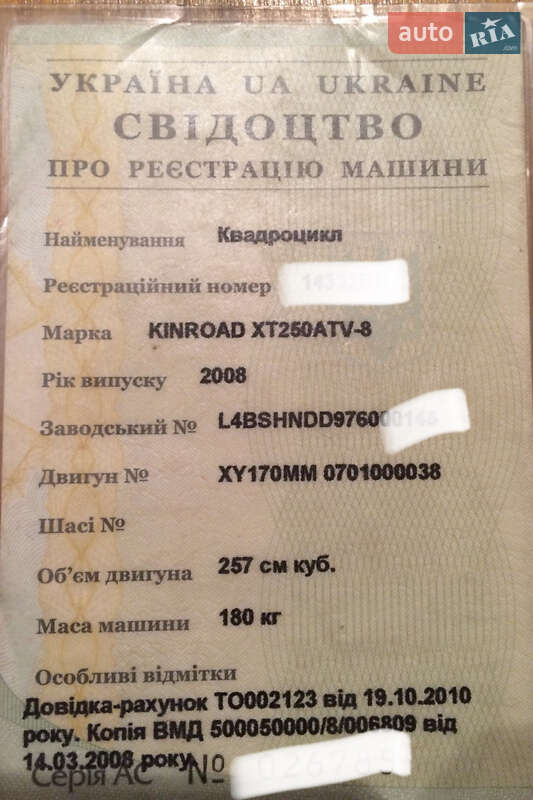 auto RIA .com
УКРАЇНА UA UKRAINE
СВІДОЦТВО
ПРО РЕЄСТРАЦІЮ МАШИНИ
Найменування Квадроцикл
Реєстраційний номер
Марка KINROAD XT250ATV-8
Рік випуску 2008
Заводський № L4BSHNDD976000
Двигун № XY170MM 0701000038
Шасі №
Об'єм двигуна 257 см куб.
Маса машини 180 кг
Особливі відмітки
Довідка-рахунок ТО002123 від 19.10.2010
року. Копія ВМД 500050000/8/006809 від
14.03.2008 року
Серія АС №